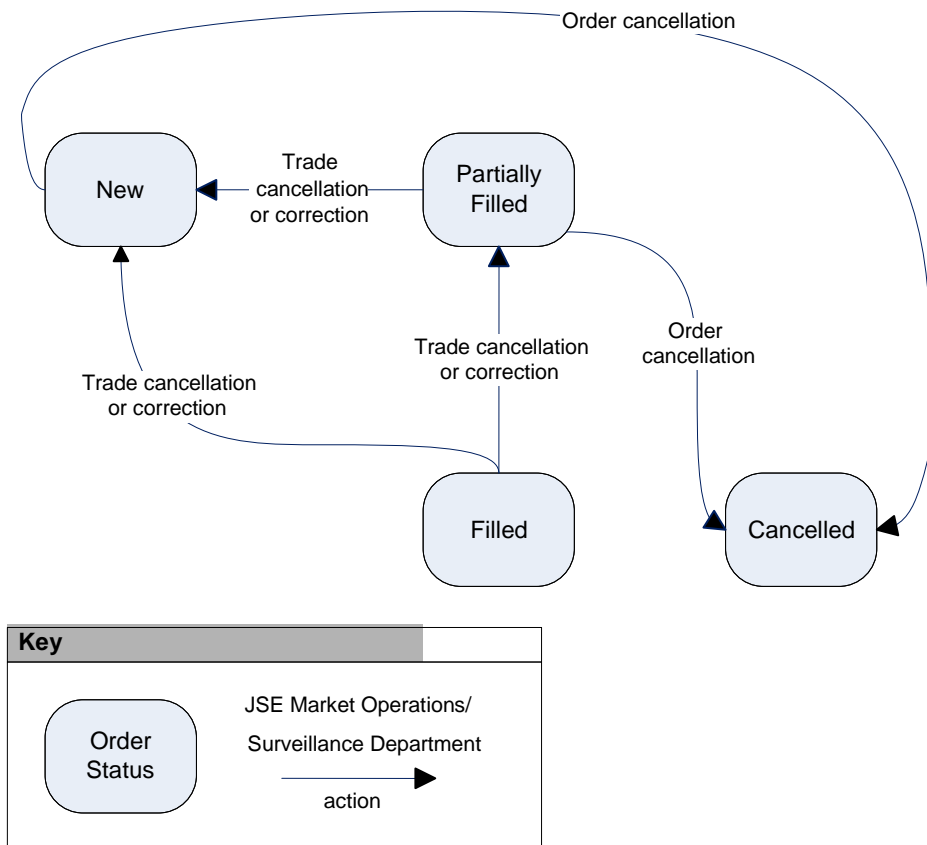 Order cancellation
New
Trade
cancellation
or correction
Partially
Filled
Trade cancellation
or correction
Trade cancellation
or correction
Order
cancellation
Filled
Cancelled
Key
Order
Status
JSE Market Operations/
Surveillance Department
action